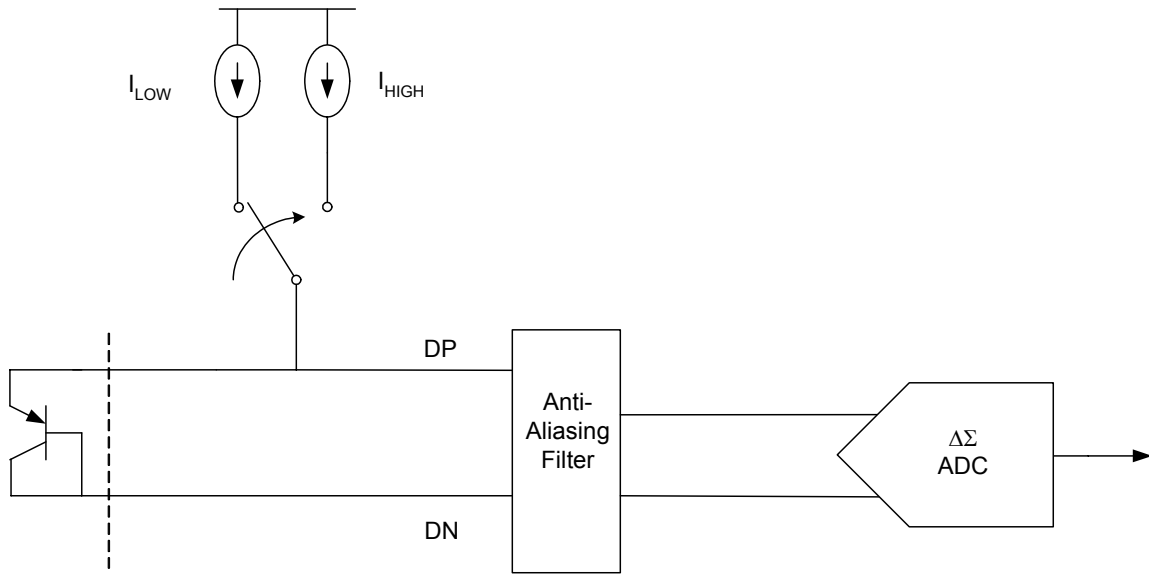 I_LOW
I_HIGH
DP
Anti-
Aliasing
Filter
ΔΣ
ADC
DN